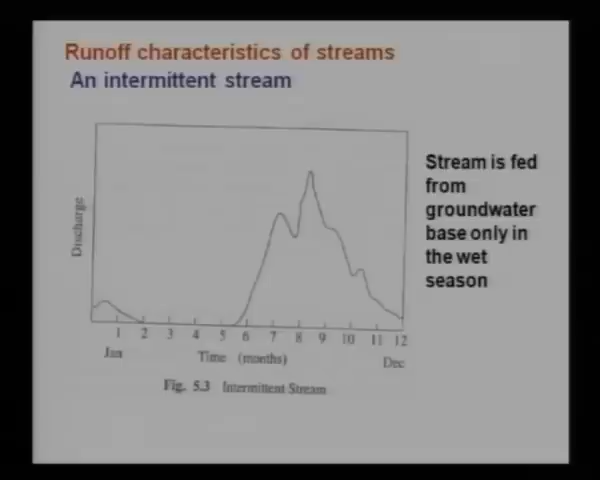 Runoff characteristics of streams
An intermittent stream
Stream is fed
from
groundwater
base only in
the wet
season
Discharge
1 2 3 4 5 6 7 8 9 10 11 12
Jan Time (months) Dec
Fig. 5.3 Intermittent Stream